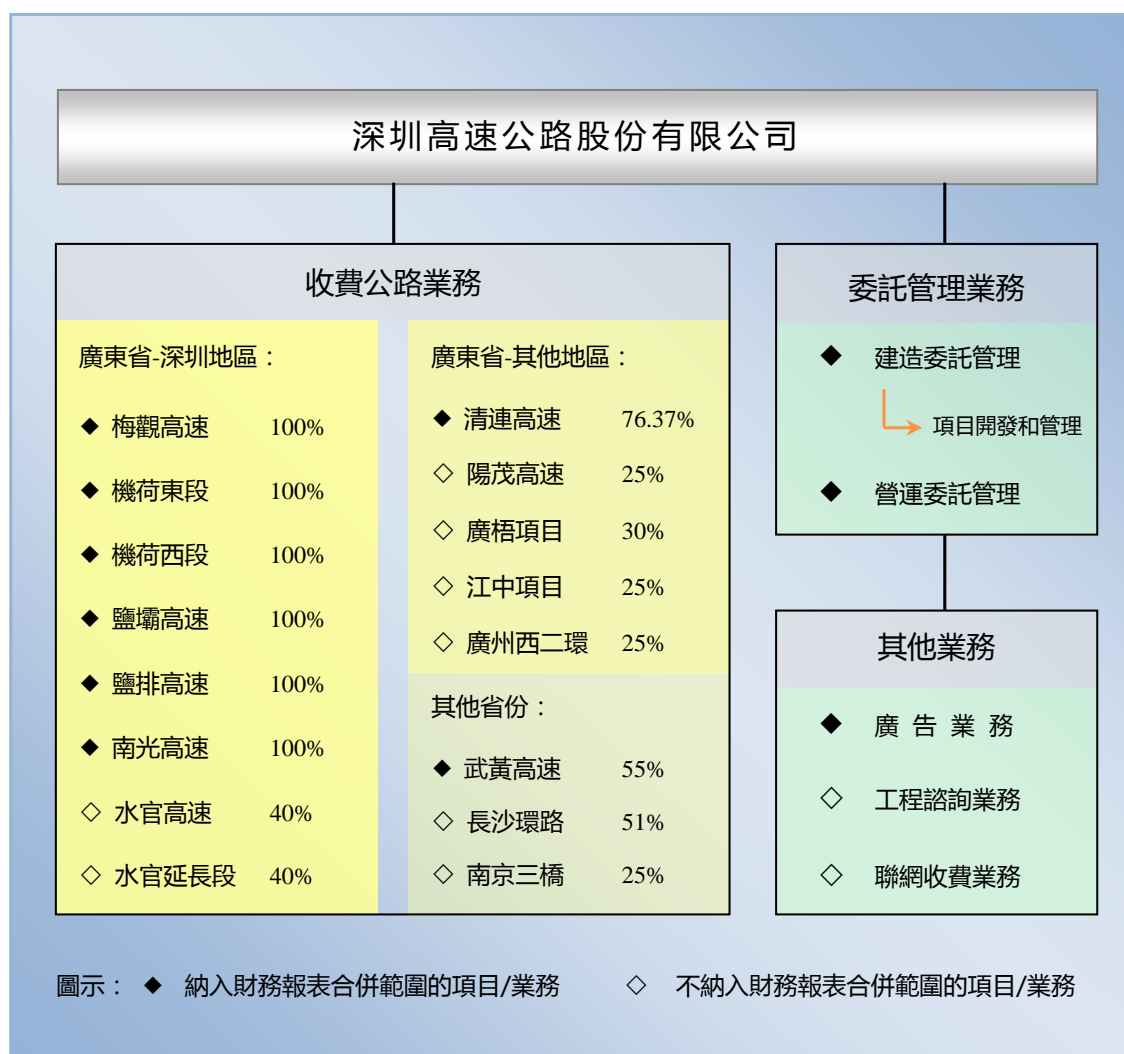 深圳高速公路股份有限公司
收費公路業務
廣東省-深圳地區：
◆ 梅觀高速 100%
◆ 機荷東段 100%
◆ 機荷西段 100%
◆ 鹽壩高速 100%
◆ 鹽排高速 100%
◆ 南光高速 100%
◇ 水官高速 40%
◇ 水官延長段 40%
廣東省-其他地區：
◆ 清連高速 76.37%
◇ 陽茂高速 25%
◇ 廣梧項目 30%
◇ 江中項目 25%
◇ 廣州西二環 25%
其他省份：
◆ 武黃高速 55%
◇ 長沙環路 51%
◇ 南京三橋 25%
委託管理業務
◆ 建造委託管理
項目開發和管理
◆ 營運委託管理
其他業務
◆ 廣告業務
◇ 工程諮詢業務
◇ 聯網收費業務
圖示：◆ 納入財務報表合併範圍的項目/業務 ◇ 不納入財務報表合併範圍的項目/業務